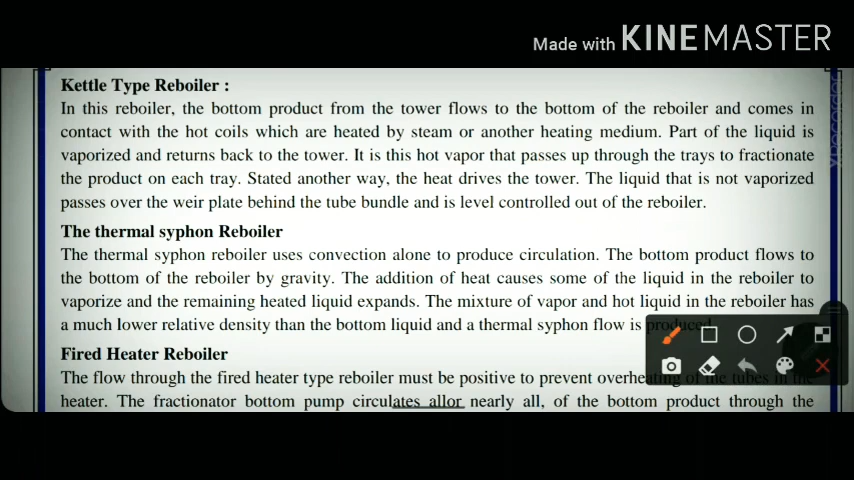 Made with KINEMASTER
Kettle Type Reboiler :
In this reboiler, the bottom product from the tower flows to the bottom of the reboiler and comes in
contact with the hot coils which are heated by steam or another heating medium. Part of the liquid is
vaporized and returns back to the tower. It is this hot vapor that passes up through the trays to fractionate
the product on each tray. Stated another way, the heat drives the tower. The liquid that is not vaporized
passes over the weir plate behind the tube bundle and is level controlled out of the reboiler.
The thermal syphon Reboiler
The thermal syphon reboiler uses convection alone to produce circulation. The bottom product flows to
the bottom of the reboiler by gravity. The addition of heat causes some of the liquid in the reboiler to
vaporize and the remaining heated liquid expands. The mixture of vapor and hot liquid in the reboiler has
a much lower relative density than the bottom liquid and a thermal syphon flow is produced.
Fired Heater Reboiler
The flow through the fired heater type reboiler must be positive to prevent overheating of the tubes in the
heater. The fractionator bottom pump circulates allor nearly all, of the bottom product through the
XRecorder